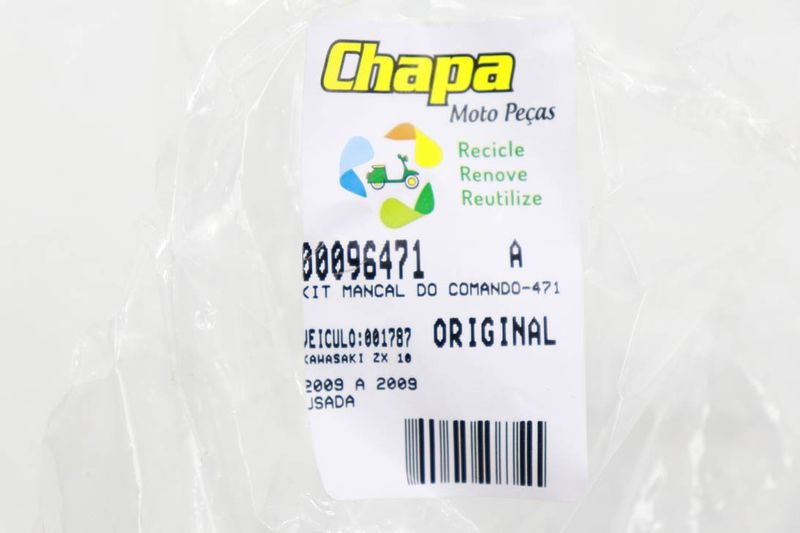 Chapa
Moto Peças
Recicle
Renove
Reutilize
00096471 A
KIT MANCAL DO COMANDO-471
VEICULO:001787 ORIGINAL
KAWASAKI ZX 10
2009 A 2009
USADA